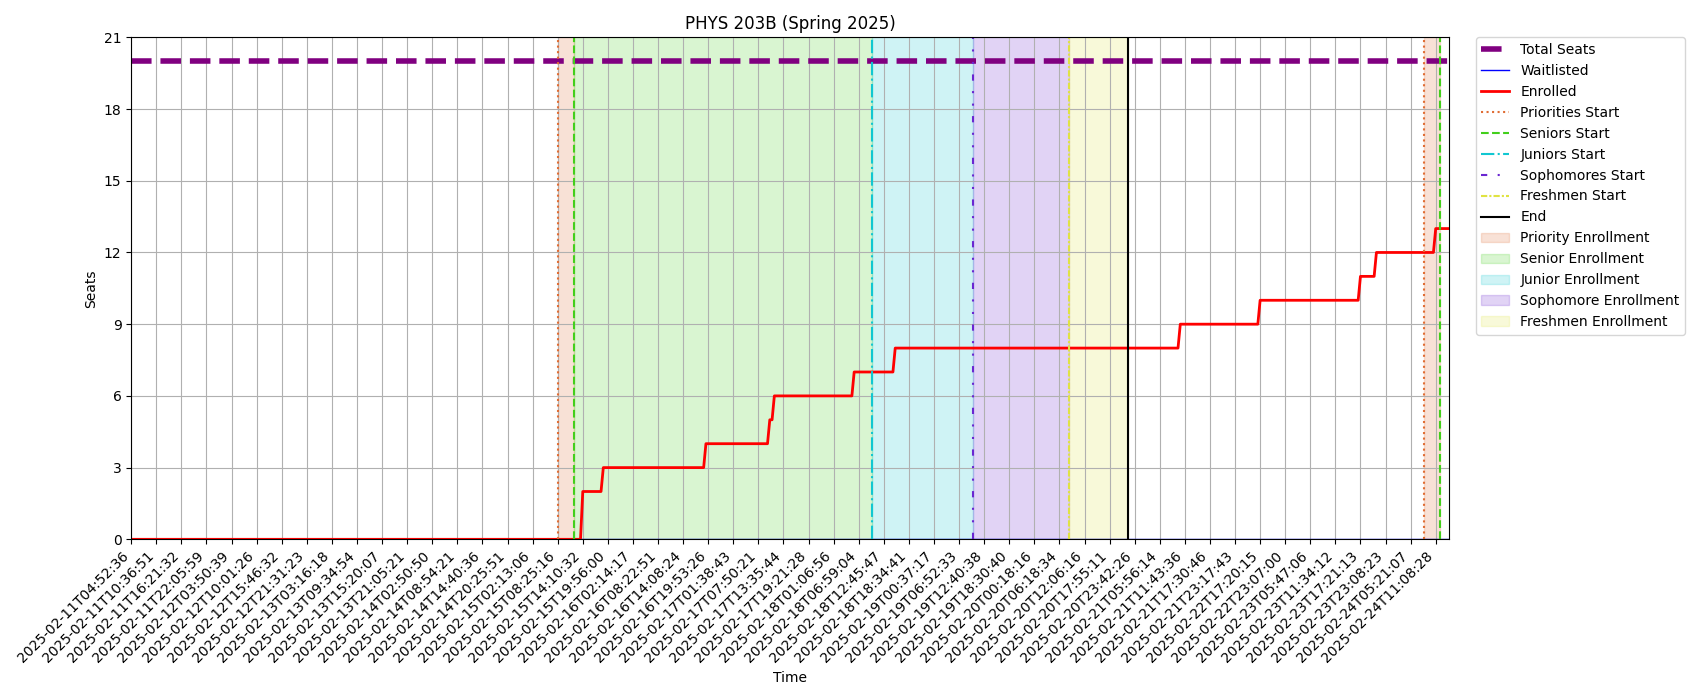 PHYS 203B (Spring 2025)
21
18
15
12
9
6
3
0
Seats
2025-02-11T04:52:36
2025-02-11T10:36:51
2025-02-11T16:21:32
2025-02-11T22:05:59
2025-02-12T03:50:39
2025-02-12T10:01:26
2025-02-12T15:46:32
2025-02-12T21:31:23
2025-02-13T03:16:18
2025-02-13T09:34:54
2025-02-13T15:20:07
2025-02-13T21:05:21
2025-02-14T02:50:50
2025-02-14T08:54:21
2025-02-14T14:40:36
2025-02-14T20:25:51
2025-02-15T02:13:06
2025-02-15T08:25:16
2025-02-15T14:10:32
2025-02-15T19:56:00
2025-02-16T02:14:17
2025-02-16T08:22:51
2025-02-16T14:08:24
2025-02-16T19:53:26
2025-02-17T01:38:43
2025-02-17T07:50:21
2025-02-17T13:35:44
2025-02-17T19:21:28
2025-02-18T01:06:56
2025-02-18T06:59:04
2025-02-18T12:45:47
2025-02-18T18:34:41
2025-02-19T00:37:17
2025-02-19T06:52:33
2025-02-19T12:40:38
2025-02-19T18:30:40
2025-02-20T00:18:16
2025-02-20T06:18:34
2025-02-20T12:06:16
2025-02-20T17:55:11
2025-02-20T23:42:26
2025-02-21T05:56:14
2025-02-21T11:43:36
2025-02-21T17:30:46
2025-02-21T23:17:43
2025-02-22T17:20:15
2025-02-22T23:07:00
2025-02-23T05:47:06
2025-02-23T11:34:12
2025-02-23T17:21:13
2025-02-23T23:08:23
2025-02-24T05:21:07
2025-02-24T11:08:28
Time
Total Seats
Waitlisted
Enrolled
Priorities Start
Seniors Start
Juniors Start
Sophomores Start
Freshmen Start
End
Priority Enrollment
Senior Enrollment
Junior Enrollment
Sophomore Enrollment
Freshmen Enrollment